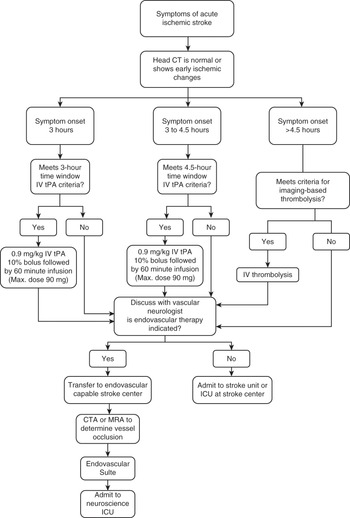 Symptoms of acute
ischemic stroke
Head CT is normal or
shows early ischemic
changes
Symptom onset
3 hours
Symptom onset
3 to 4.5 hours
Symptom onset
>4.5 hours
Meets 3-hour
time window
IV tPA criteria?
Meets 4.5-hour
time window
IV tPA criteria?
Meets criteria for
imaging-based
thrombolysis?
Yes
No
Yes
No
Yes
No
0.9 mg/kg IV tPA
10% bolus followed
by 60 minute infusion
(Max. dose 90 mg)
0.9 mg/kg IV tPA
10% bolus followed
by 60 minute infusion
(Max. dose 90 mg)
IV thrombolysis
Discuss with vascular
neurologist
is endovascular therapy
indicated?
Yes
No
Transfer to endovascular
capable stroke center
Admit to stroke unit or
ICU at stroke center
CTA or MRA to
determine vessel
occlusion
Endovascular
Suite
Admit to
neuroscience
ICU